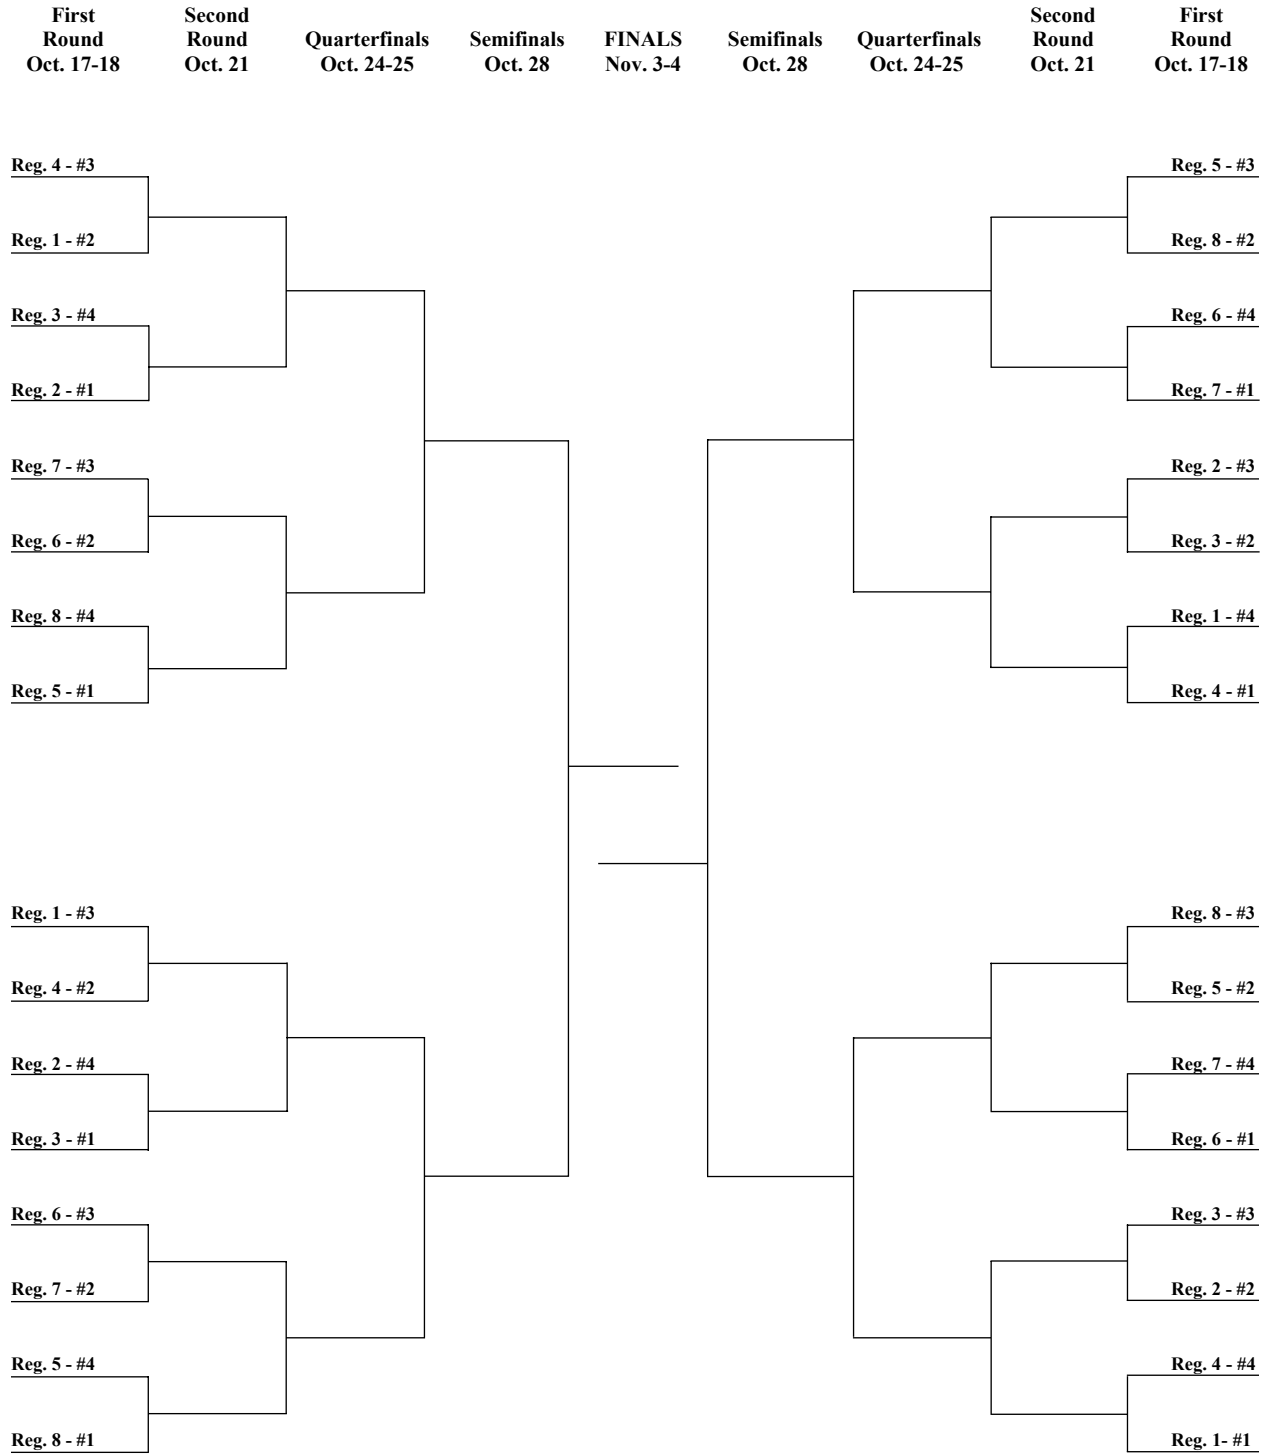 First Round Oct. 17-18
Second Round Oct. 21
Quarterfinals Oct. 24-25
Semifinals Oct. 28
FINALS Nov. 3-4
Semifinals Oct. 28
Quarterfinals Oct. 24-25
Second Round Oct. 21
First Round Oct. 17-18
Reg. 4 - #3
Reg. 1 - #2
Reg. 3 - #4
Reg. 2 - #1
Reg. 7 - #3
Reg. 6 - #2
Reg. 8 - #4
Reg. 5 - #1
Reg. 1 - #3
Reg. 4 - #2
Reg. 2 - #4
Reg. 3 - #1
Reg. 6 - #3
Reg. 7 - #2
Reg. 5 - #4
Reg. 8 - #1
Reg. 5 - #3
Reg. 8 - #2
Reg. 6 - #4
Reg. 7 - #1
Reg. 2 - #3
Reg. 3 - #2
Reg. 1 - #4
Reg. 4 - #1
Reg. 8 - #3
Reg. 5 - #2
Reg. 7 - #4
Reg. 6 - #1
Reg. 3 - #3
Reg. 2 - #2
Reg. 4 - #4
Reg. 1- #1